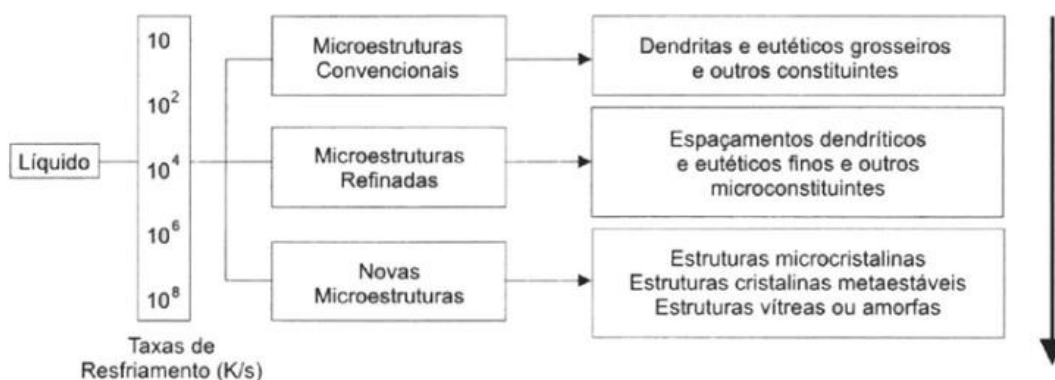 Líquido
10
10²
10⁴
10⁶
10⁸
Taxas de
Resfriamento (K/s)
Microestruturas
Convencionais
Dendritas e eutéticos grosseiros
e outros constituintes
Microestruturas
Refinadas
Espaçamentos dendríticos
e eutéticos finos e outros
microconstituintes
Novas
Microestruturas
Estruturas microcristalinas
Estruturas cristalinas metaestáveis
Estruturas vítreas ou amorfas